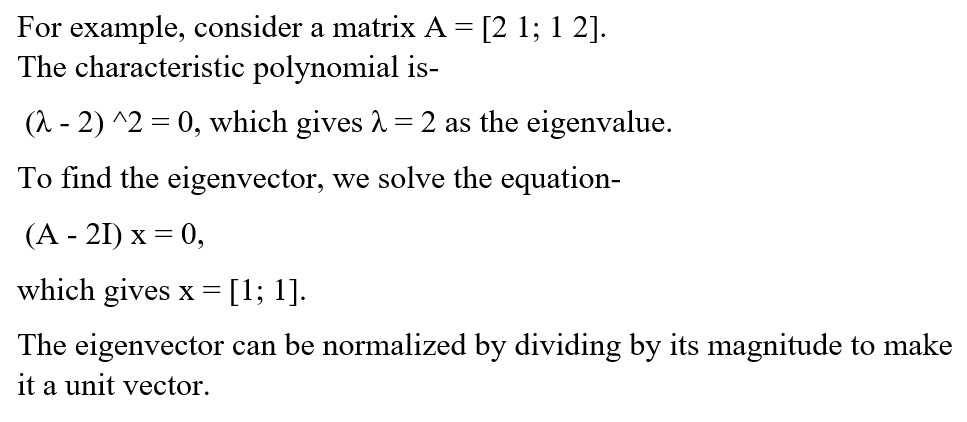 For example, consider a matrix A = [2 1; 1 2].
The characteristic polynomial is-
(λ - 2) ^2 = 0, which gives λ = 2 as the eigenvalue.
To find the eigenvector, we solve the equation-
(A - 2I) x = 0,
which gives x = [1; 1].
The eigenvector can be normalized by dividing by its magnitude to make
it a unit vector.